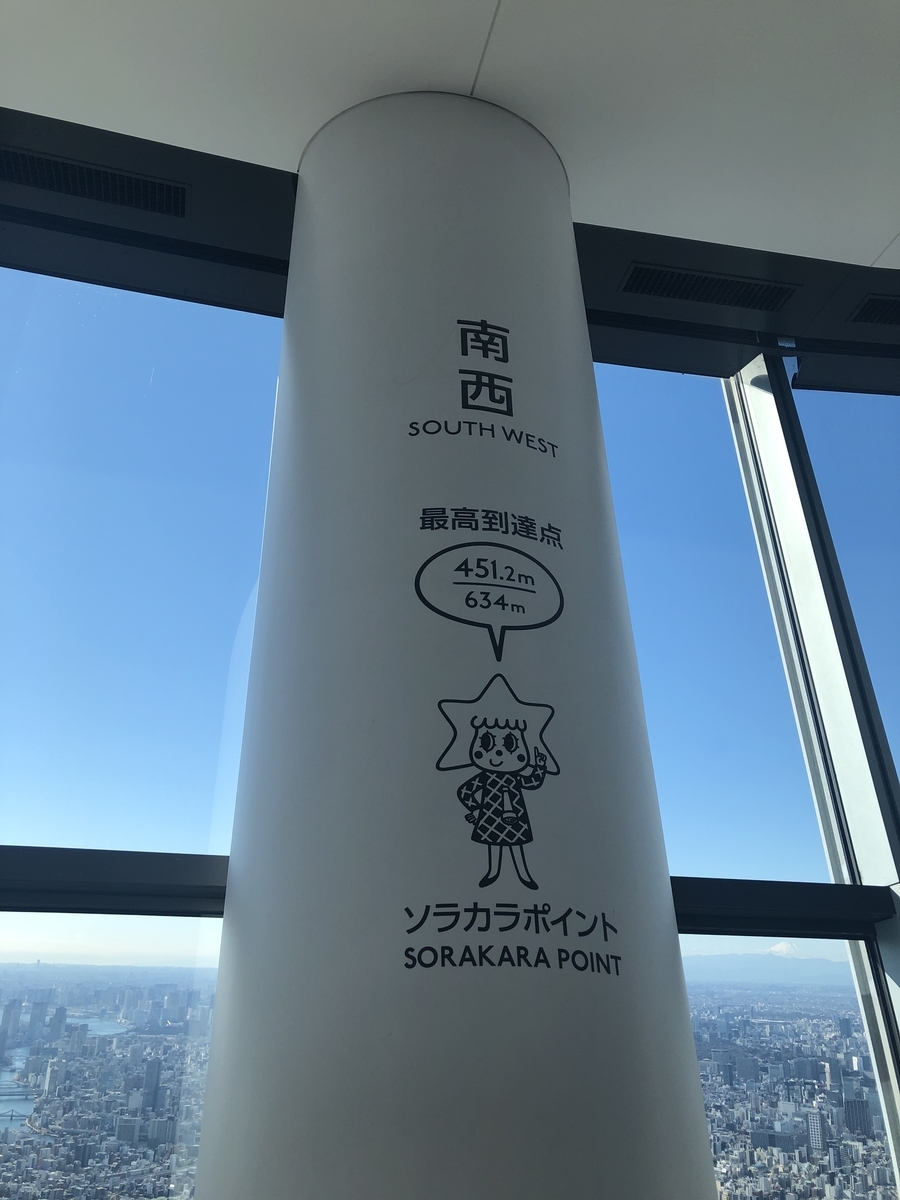 南
西
SOUTH WEST
最高到達点
451.2m
634m
ソラカラポイント
SORAKARA POINT